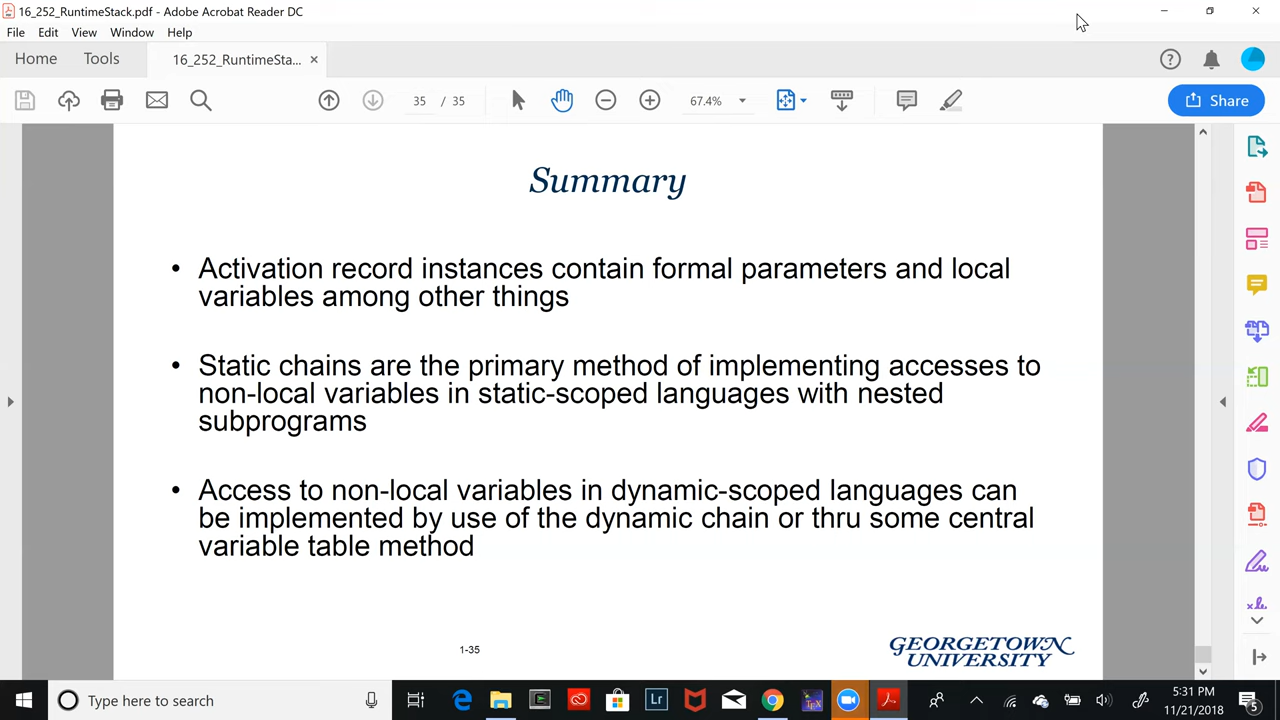 16_252_RuntimeStack.pdf - Adobe Acrobat Reader DC
File Edit View Window Help
Home Tools 16_252_RuntimeSta... ×
35 / 35 67.4% Share
Summary
• Activation record instances contain formal parameters and local
variables among other things
• Static chains are the primary method of implementing accesses to
non-local variables in static-scoped languages with nested
subprograms
• Access to non-local variables in dynamic-scoped languages can
be implemented by use of the dynamic chain or thru some central
variable table method
1-35
GEORGETOWN
UNIVERSITY
Type here to search
Lr
5:31 PM
11/21/2018
5